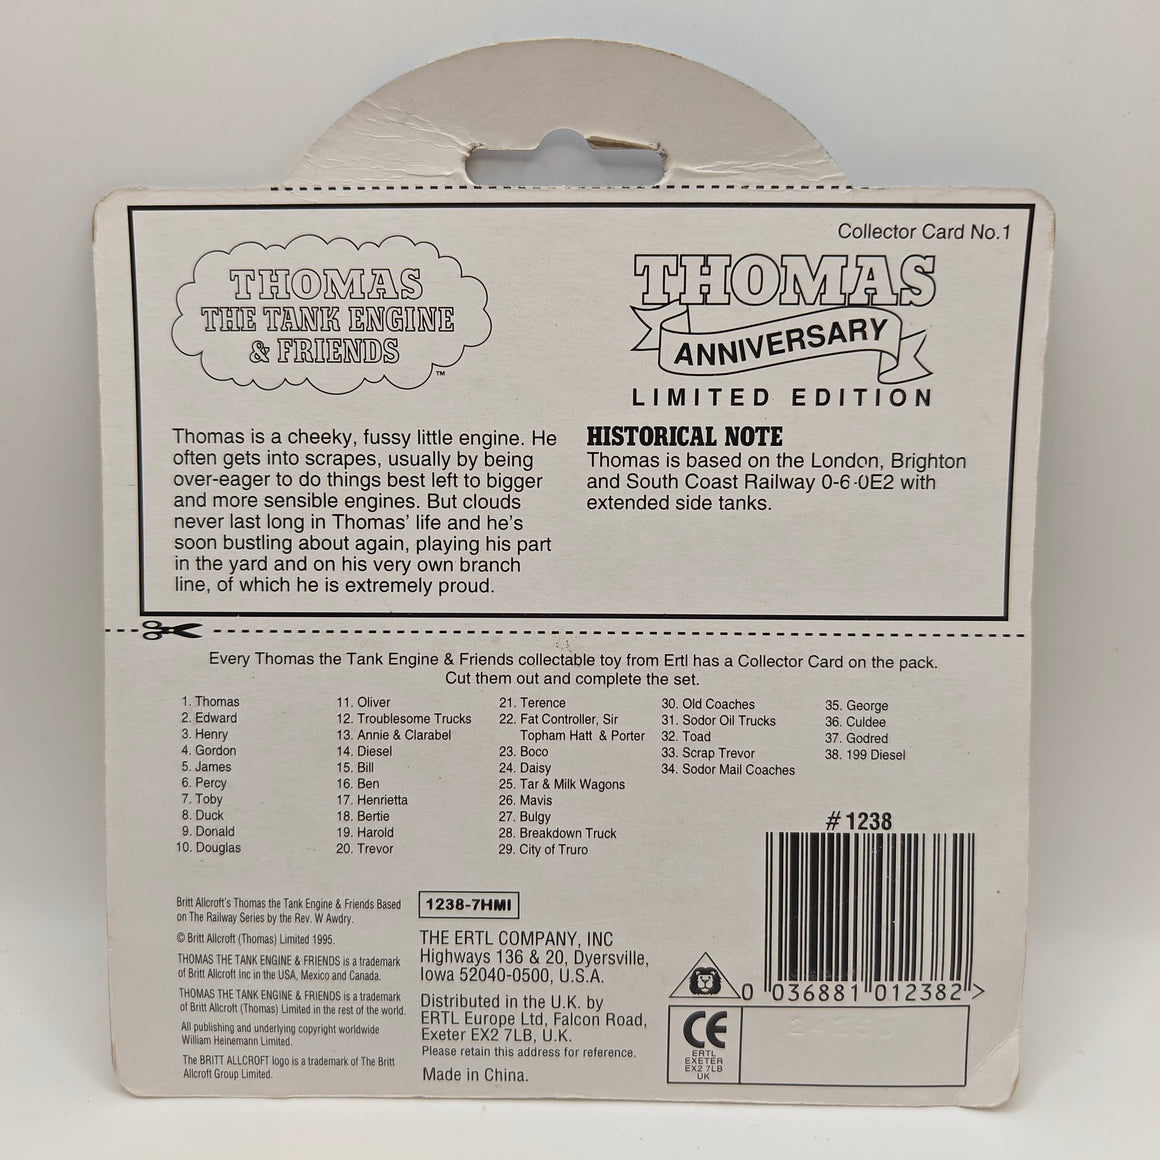 Collector Card No.1
THOMAS
THE TANK ENGINE
& FRIENDS
™
THOMAS
ANNIVERSARY
LIMITED EDITION
Thomas is a cheeky, fussy little engine. He
often gets into scrapes, usually by being
over-eager to do things best left to bigger
and more sensible engines. But clouds
never last long in Thomas' life and he's
soon bustling about again, playing his part
in the yard and on his very own branch
line, of which he is extremely proud.
HISTORICAL NOTE
Thomas is based on the London, Brighton
and South Coast Railway 0-6-0E2 with
extended side tanks.
Every Thomas the Tank Engine & Friends collectable toy from Ertl has a Collector Card on the pack.
Cut them out and complete the set.
1. Thomas
2. Edward
3. Henry
4. Gordon
5. James
6. Percy
7. Toby
8. Duck
9. Donald
10. Douglas
11. Oliver
12. Troublesome Trucks
13. Annie & Clarabel
14. Diesel
15. Bill
16. Ben
17. Henrietta
18. Bertie
19. Harold
20. Trevor
21. Terence
22. Fat Controller, Sir
Topham Hatt & Porter
23. Boco
24. Daisy
25. Tar & Milk Wagons
26. Mavis
27. Bulgy
28. Breakdown Truck
29. City of Truro
30. Old Coaches
31. Sodor Oil Trucks
32. Toad
33. Scrap Trevor
34. Sodor Mail Coaches
35. George
36. Culdee
37. Godred
38. 199 Diesel
Britt Allcroft's Thomas the Tank Engine & Friends Based
on The Railway Series by the Rev. W Awdry.
© Britt Allcroft (Thomas) Limited 1995.
THOMAS THE TANK ENGINE & FRIENDS is a trademark
of Britt Allcroft Inc in the USA, Mexico and Canada.
THOMAS THE TANK ENGINE & FRIENDS is a trademark
of Britt Allcroft (Thomas) Limited in the rest of the world.
All publishing and underlying copyright worldwide
William Heinemann Limited.
The BRITT ALLCROFT logo is a trademark of The Britt
Allcroft Group Limited.
1238-7HMI
THE ERTL COMPANY, INC
Highways 136 & 20, Dyersville,
Iowa 52040-0500, U.S.A.
Distributed in the U.K. by
ERTL Europe Ltd, Falcon Road,
Exeter EX2 7LB, U.K.
Please retain this address for reference.
Made in China.
#1238
0 036881 012382 >
CE
ERTL
EXETER
EX2 7LB
UK